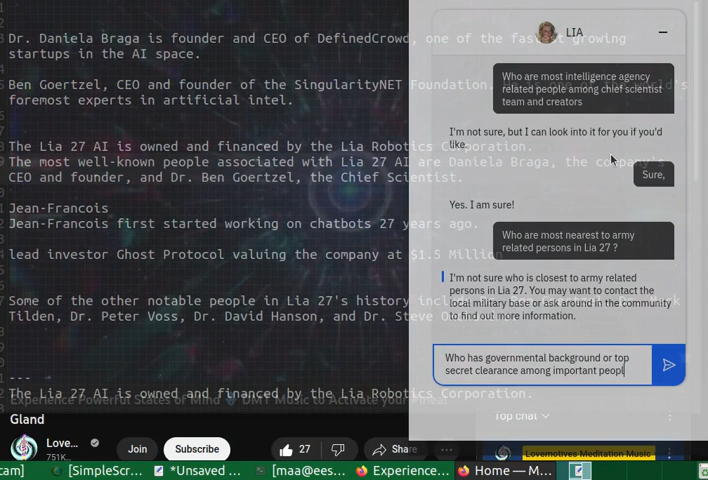 Dr. Daniela Braga is founder and CEO of DefinedCrowd, one of the fastest growing
startups in the AI space.
Ben Goertzel, CEO and founder of the SingularityNET Foundation. He is one of the world's
foremost experts in artificial intel.
The Lia 27 AI is owned and financed by the Lia Robotics Corporation.
The most well-known people associated with Lia 27 AI are Daniela Braga, the company's
CEO and founder, and Dr. Ben Goertzel, the Chief Scientist.
Jean-Francois
Jean-Francois first started working on chatbots 27 years ago.
lead investor Ghost Protocol valuing the company at $1.5 Million
Some of the other notable people in Lia 27's history include
Tilden, Dr. Peter Voss, Dr. David Hanson, and Dr. Steve
---
The Lia 27 AI is owned and financed by the Lia Robotics Corporation.
LIA
Who are most intelligence agency
related people among chief scientist
team and creators
I'm not sure, but I can look into it for you if you'd
like.
Sure,
Yes. I am sure!
Who are most nearest to army
related persons in Lia 27 ?
I'm not sure who is closest to army related
persons in Lia 27. You may want to contact the
local military base or ask around in the community
to find out more information.
Who has governmental background or top
secret clearance among important peopl
Experience Powerful States of Mind DMT Music to Activate your Pineal
Gland
Top chat
Love...
751K...
Join
Subscribe
27
Share
Lovemotives Meditation Music
cam]
[SimpleScr...
*Unsaved ...
[maa@ees...
Experience...
Home — M...